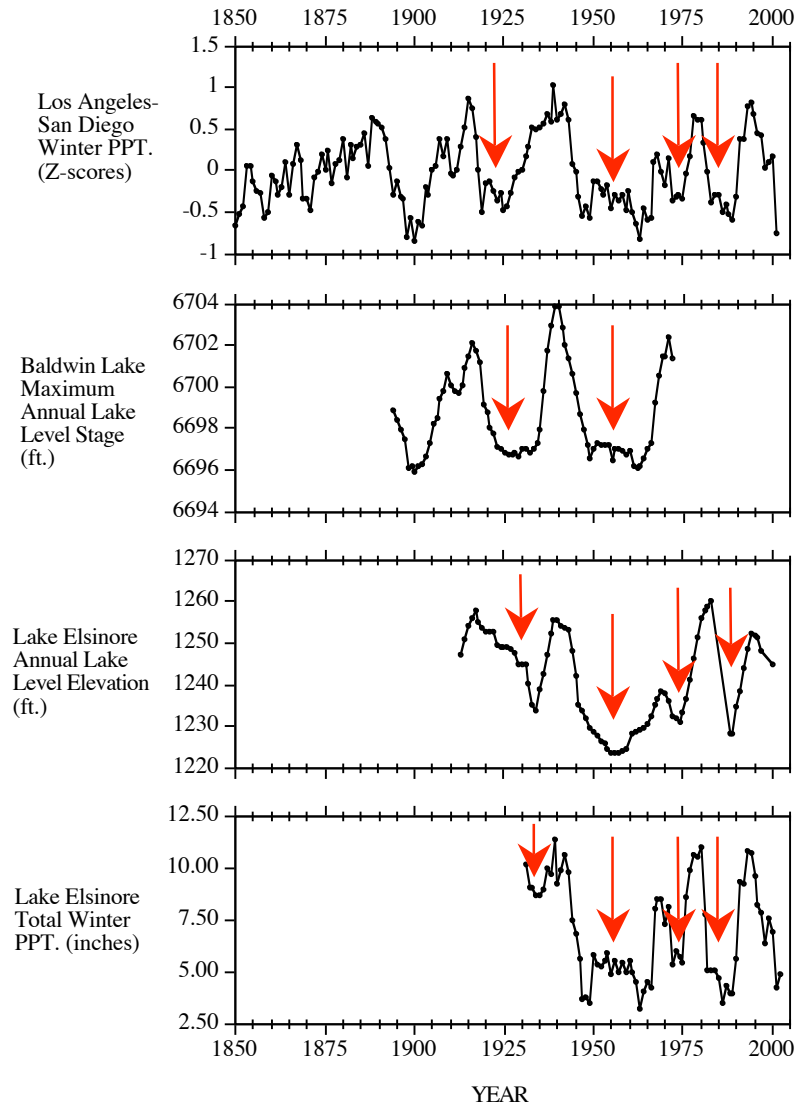 1850 1875 1900 1925 1950 1975 2000
1.5
1
0.5
0
-0.5
-1
Los Angeles-
San Diego
Winter PPT.
(Z-scores)
6704
6702
6700
6698
6696
6694
Baldwin Lake
Maximum
Annual Lake
Level Stage
(ft.)
1270
1260
1250
1240
1230
1220
Lake Elsinore
Annual Lake
Level Elevation
(ft.)
12.50
10.00
7.50
5.00
2.50
Lake Elsinore
Total Winter
PPT. (inches)
1850 1875 1900 1925 1950 1975 2000
YEAR